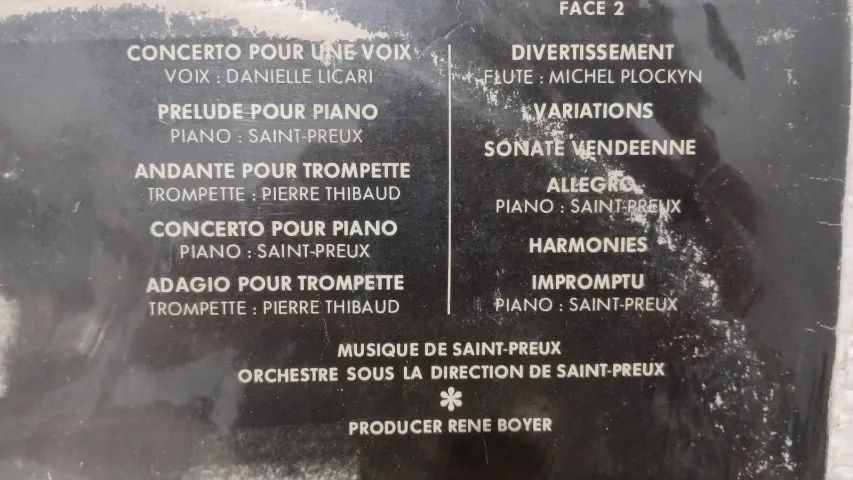 CONCERTO POUR UNE VOIX
VOIX : DANIELLE LICARI
PRELUDE POUR PIANO
PIANO : SAINT-PREUX
ANDANTE POUR TROMPETTE
TROMPETTE : PIERRE THIBAUD
CONCERTO POUR PIANO
PIANO : SAINT-PREUX
ADAGIO POUR TROMPETTE
TROMPETTE : PIERRE THIBAUD
FACE 2
DIVERTISSEMENT
FLUTE : MICHEL PLOCKYN
VARIATIONS
SONATE VENDEENNE
ALLEGRO
PIANO : SAINT-PREUX
HARMONIES
IMPROMPTU
PIANO : SAINT-PREUX
MUSIQUE DE SAINT-PREUX
ORCHESTRE SOUS LA DIRECTION DE SAINT-PREUX
PRODUCER RENE BOYER